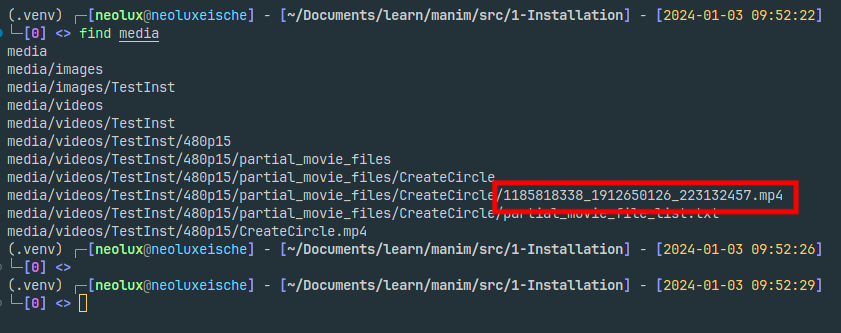 (.venv) ┌─[neolux@neoluxeische] - [~/Documents/learn/manim/src/1-Installation] - [2024-01-03 09:52:22]
└─[0] <> find media
media
media/images
media/images/TestInst
media/videos
media/videos/TestInst
media/videos/TestInst/480p15
media/videos/TestInst/480p15/partial_movie_files
media/videos/TestInst/480p15/partial_movie_files/CreateCircle
media/videos/TestInst/480p15/partial_movie_files/CreateCircle/1185818338_1912650126_223132457.mp4
media/videos/TestInst/480p15/partial_movie_files/CreateCircle/partial_movie_file_list.txt
media/videos/TestInst/480p15/CreateCircle.mp4
(.venv) ┌─[neolux@neoluxeische] - [~/Documents/learn/manim/src/1-Installation] - [2024-01-03 09:52:26]
└─[0] <>
(.venv) ┌─[neolux@neoluxeische] - [~/Documents/learn/manim/src/1-Installation] - [2024-01-03 09:52:29]
└─[0] <>